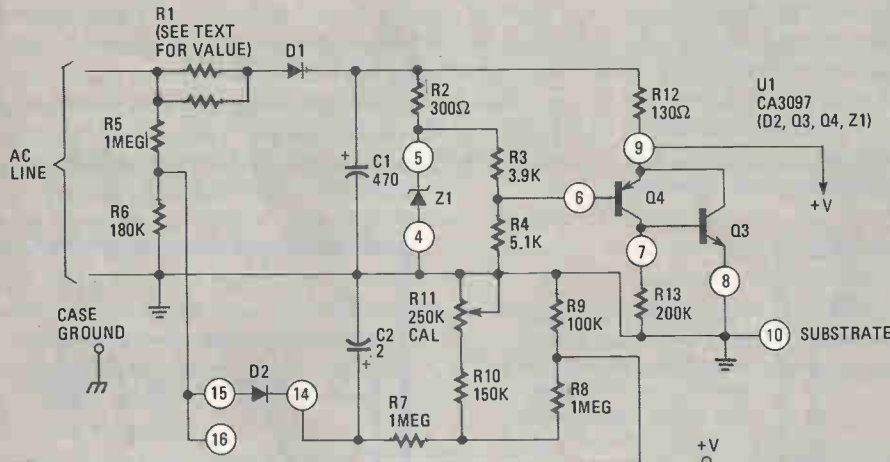 R1
(SEE TEXT
FOR VALUE)
D1
R2
300Ω
R12
130Ω
U1
CA3097
(D2, Q3, Q4, Z1)
R5
1MEG
AC
LINE
C1
470
+
5
Z1
4
R3
3.9K
R4
5.1K
9
6
Q4
+V
Q3
7
8
R6
180K
CASE
GROUND
R11
250K
CAL
R9
100K
R13
200K
10
SUBSTRATE
C2
2
+
D2
15
14
16
R7
1MEG
R10
150K
R8
1MEG
+V